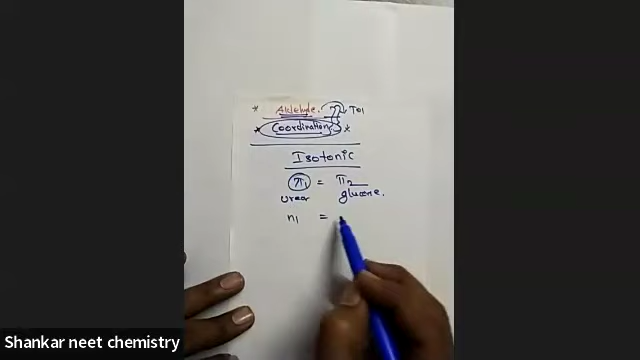 * Aldehyde.
* Coordination *
Isotonic
π₁ = π₂
urea glucose.
n₁ =
Shankar neet chemistry